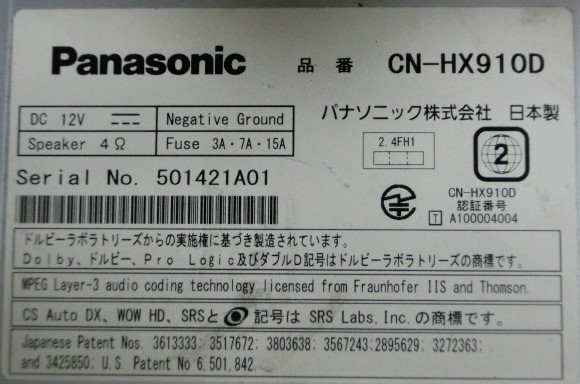 Panasonic 品 番 CN-HX910D
DC 12V Negative Ground
Speaker 4Ω Fuse 3A・7A・15A
パナソニック株式会社 日本製
2.4FH1
2
Serial No. 501421A01
CN-HX910D
認証番号
T A100004004
ドルビーラボラトリーズからの実施権に基づき製造されています。
Dolby、ドルビー、Pro Logic及びダブルD記号はドルビーラボラトリーズの商標です。
MPEG Layer-3 audio coding technology licensed from Fraunhofer IIS and Thomson.
CS Auto DX, WOW HD, SRSと 記号は SRS Labs,Inc. の商標です。
Japanese Patent Nos. 3613333; 3517672; 3803638; 3567243;2895629; 3272363;
and 3425850; U.S. Patent No 6,501,842.